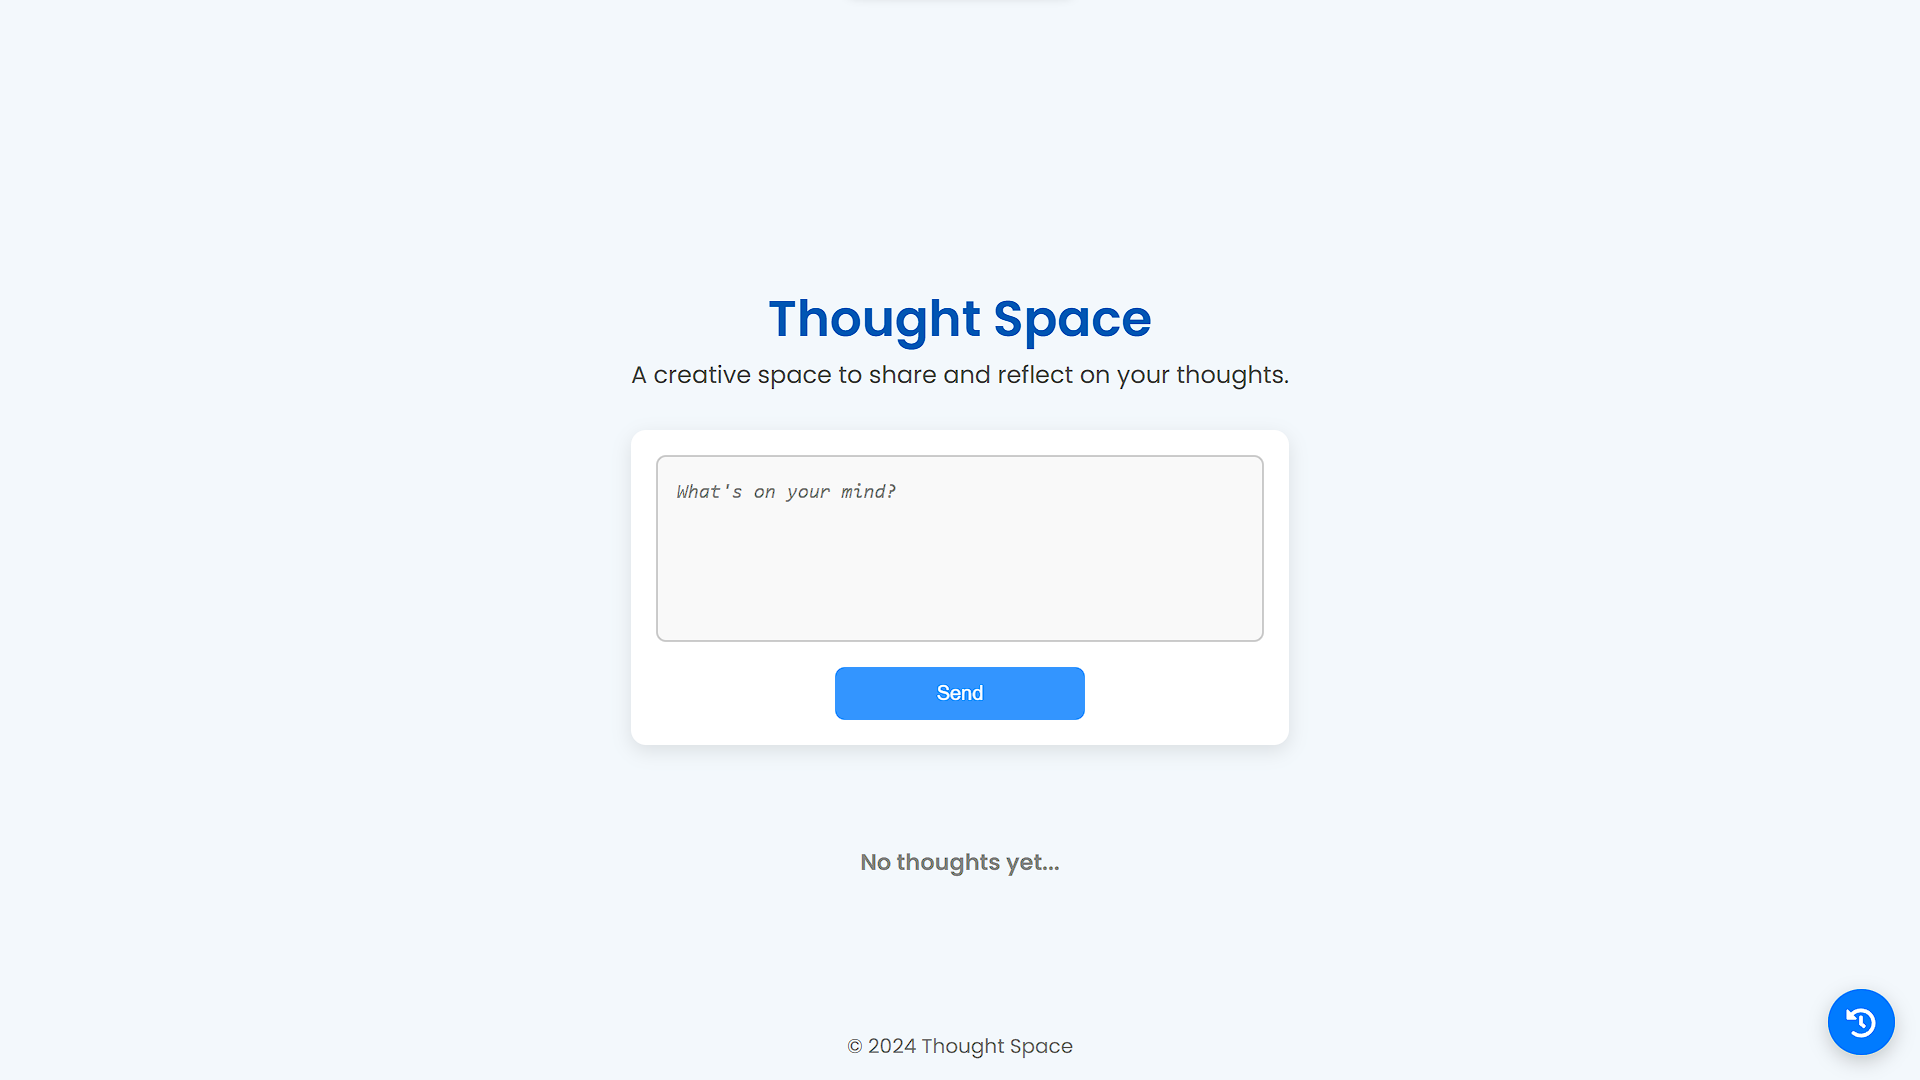 Thought Space
A creative space to share and reflect on your thoughts.
What's on your mind?
Send
No thoughts yet...
© 2024 Thought Space